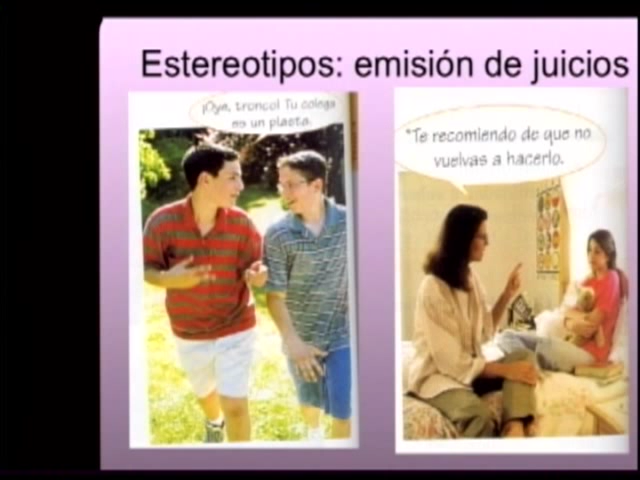 Estereotipos: emisión de juicios
¡Oye, tronco! Tu colega
es un plasta.
"Te recomiendo de que no
vuelvas a hacerlo.